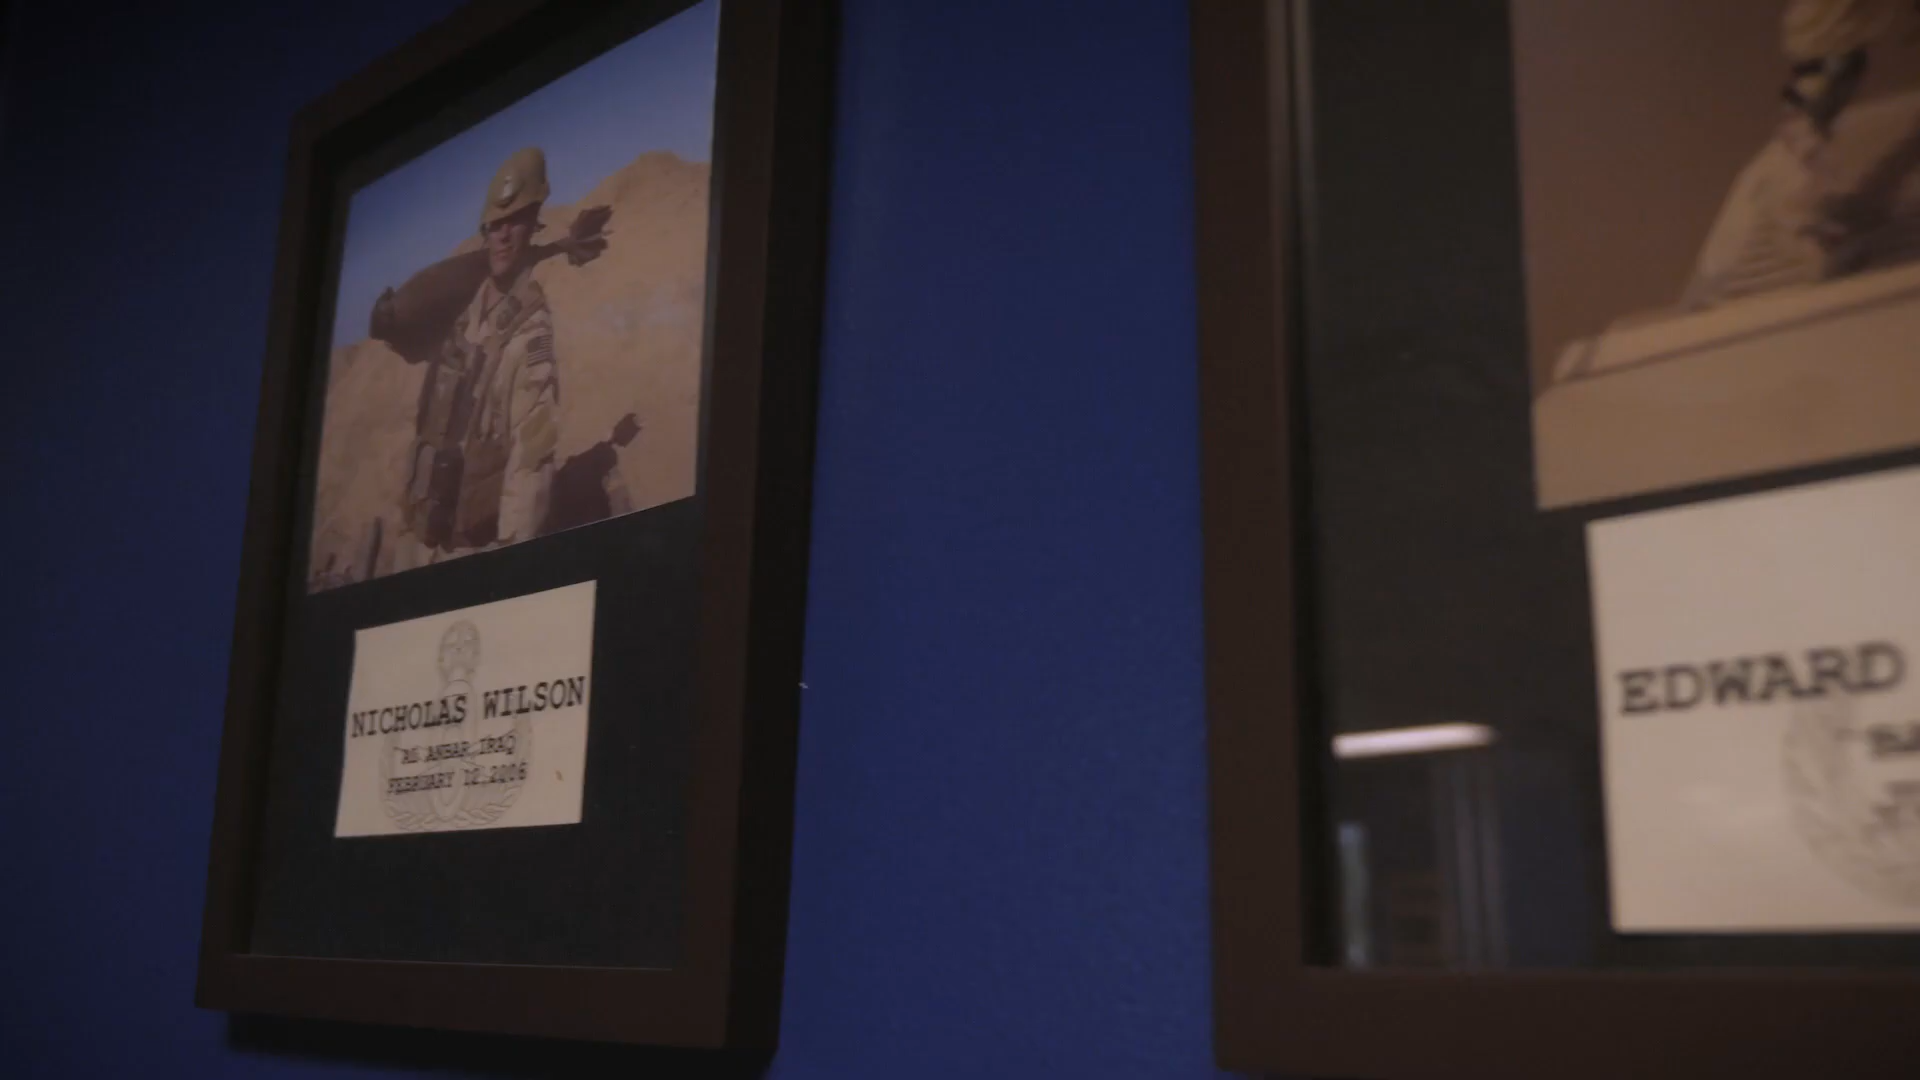 NICHOLAS WILSON
AL ANBAR IRAQ
FEBRUARY 12, 2006
EDWARD